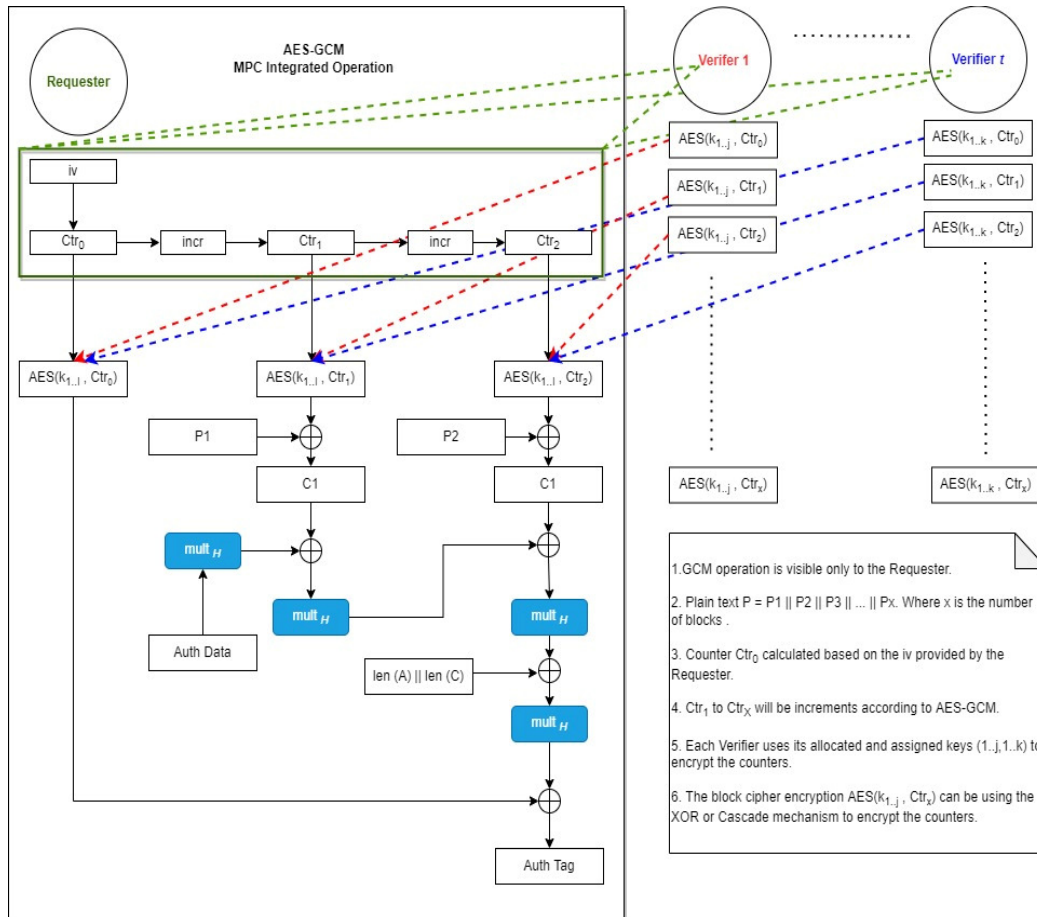 AES-GCM
MPC Integrated Operation
Requester
Verifer 1
Verifier t
iv
Ctr₀
incr
Ctr₁
incr
Ctr₂
AES(k₁..ⱼ , Ctr₀)
AES(k₁..ⱼ , Ctr₁)
AES(k₁..ⱼ , Ctr₂)
AES(k₁..ₖ , Ctr₀)
AES(k₁..ₖ , Ctr₁)
AES(k₁..ₖ , Ctr₂)
AES(k₁..ₗ , Ctr₀)
AES(k₁..ₗ , Ctr₁)
AES(k₁..ₗ , Ctr₂)
P1
P2
C1
C1
AES(k₁..ⱼ , Ctrₓ)
AES(k₁..ₖ , Ctrₓ)
mult H
mult H
mult H
Auth Data
len (A) || len (C)
mult H
Auth Tag
1.GCM operation is visible only to the Requester.
2. Plain text P = P1 || P2 || P3 || ... || Px. Where x is the number
of blocks .
3. Counter Ctr₀ calculated based on the iv provided by the
Requester.
4. Ctr₁ to Ctr_X will be increments according to AES-GCM.
5. Each Verifier uses its allocated and assigned keys (1..j,1..k) to
encrypt the counters.
6. The block cipher encryption AES(k₁..ⱼ , Ctrₓ) can be using the
XOR or Cascade mechanism to encrypt the counters.